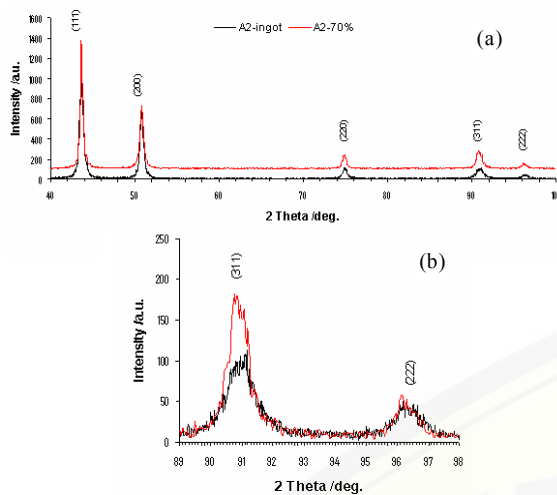 (111)
A2-ingot A2-70%
(a)
(200)
(220)
(311)
(222)
Intensity /a.u.
1600
1400
1200
1000
800
600
400
200
0
40 50 60 70 80 90 100
2 Theta /deg.
(b)
(311)
(222)
Intensity /a.u.
250
200
150
100
50
0
89 90 91 92 93 94 95 96 97 98
2 Theta /deg.